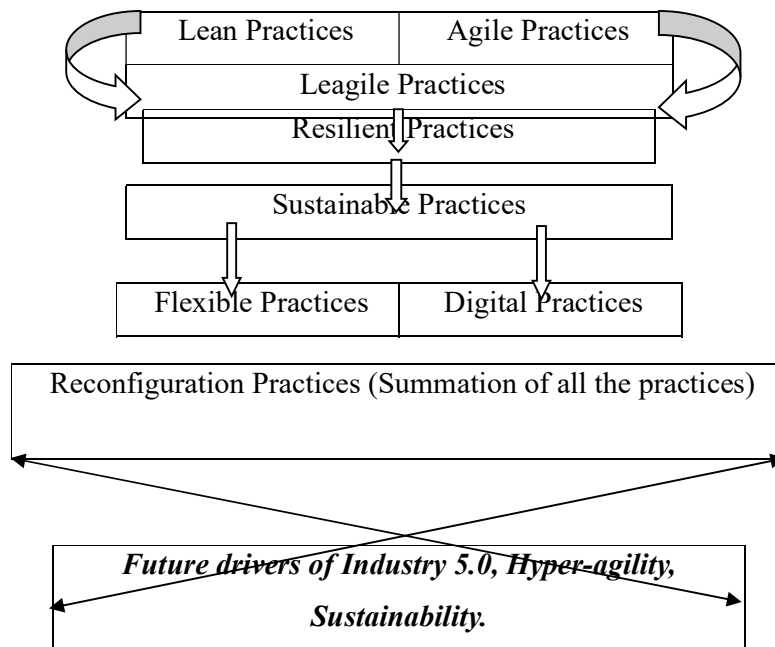 Lean Practices
Agile Practices
Leagile Practices
Resilient Practices
Sustainable Practices
Flexible Practices
Digital Practices
Reconfiguration Practices (Summation of all the practices)
Future drivers of Industry 5.0, Hyper-agility,
Sustainability.